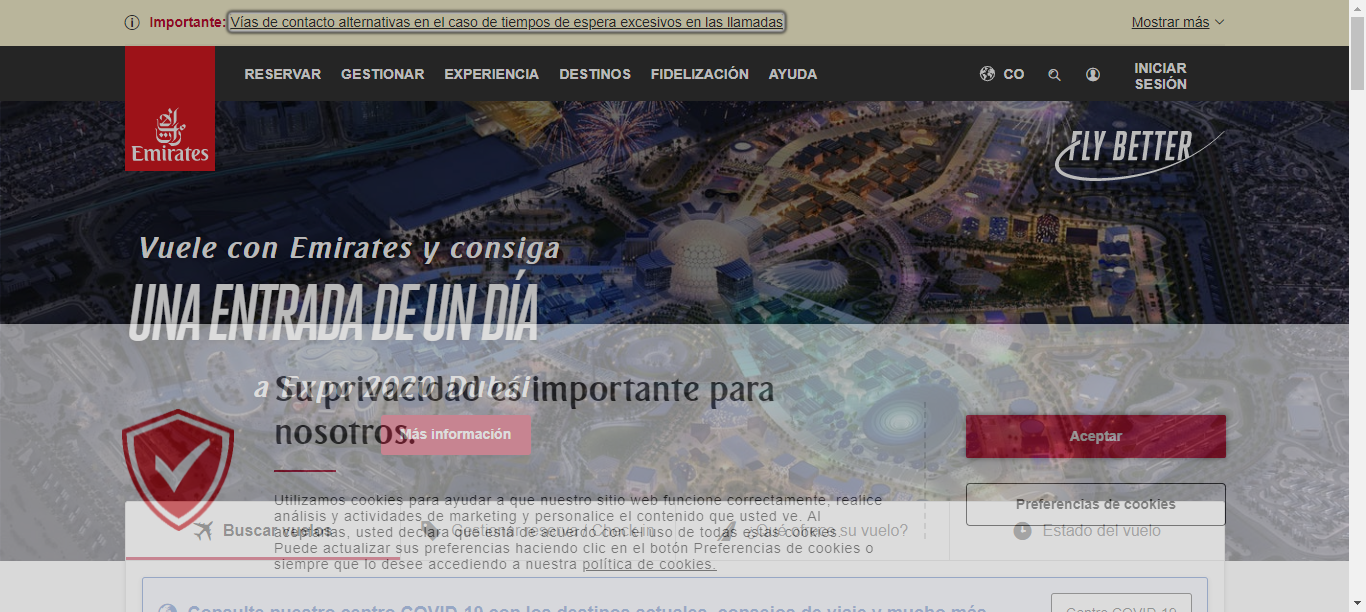 Importante: Vías de contacto alternativas en el caso de tiempos de espera excesivos en las llamadas
Mostrar más
RESERVAR GESTIONAR EXPERIENCIA DESTINOS FIDELIZACIÓN AYUDA
CO
INICIAR
SESIÓN
Emirates
FLY BETTER
Vuele con Emirates y consiga
UNA ENTRADA DE UN DÍA
a Expo 2020 Dubái
Su privacidad es importante para
nosotros.
Más información
Aceptar
Preferencias de cookies
Utilizamos cookies para ayudar a que nuestro sitio web funcione correctamente, realice
análisis y actividades de marketing y personalice el contenido que usted ve. Al
aceptarlas, usted declara que está de acuerdo con el uso de todas estas cookies.
Puede actualizar sus preferencias haciendo clic en el botón Preferencias de cookies o
siempre que lo desee accediendo a nuestra política de cookies.
Buscar vuelos
Gestionar reserva / Check-in
¿Qué ofrece su vuelo?
Estado del vuelo
Consulte nuestro centro COVID-19 con los destinos actuales, consejos de viaje y mucho más
Centro COVID-19